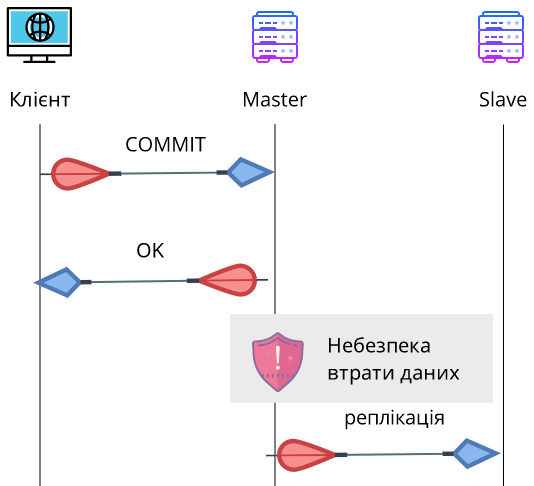 Клієнт
Master
Slave
COMMIT
OK
Небезпека
втрати даних
реплікація